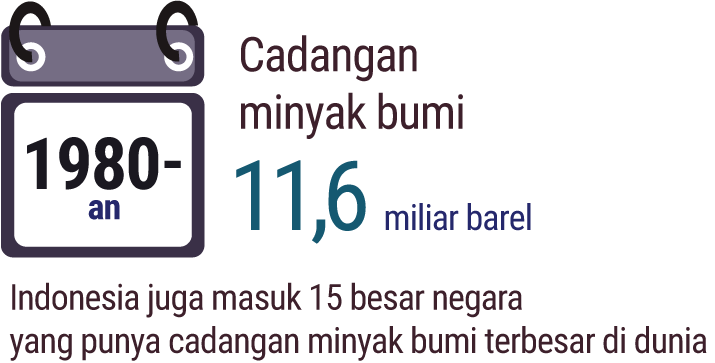 1980-
an
Cadangan
minyak bumi
11,6 miliar barel
Indonesia juga masuk 15 besar negara
yang punya cadangan minyak bumi terbesar di dunia